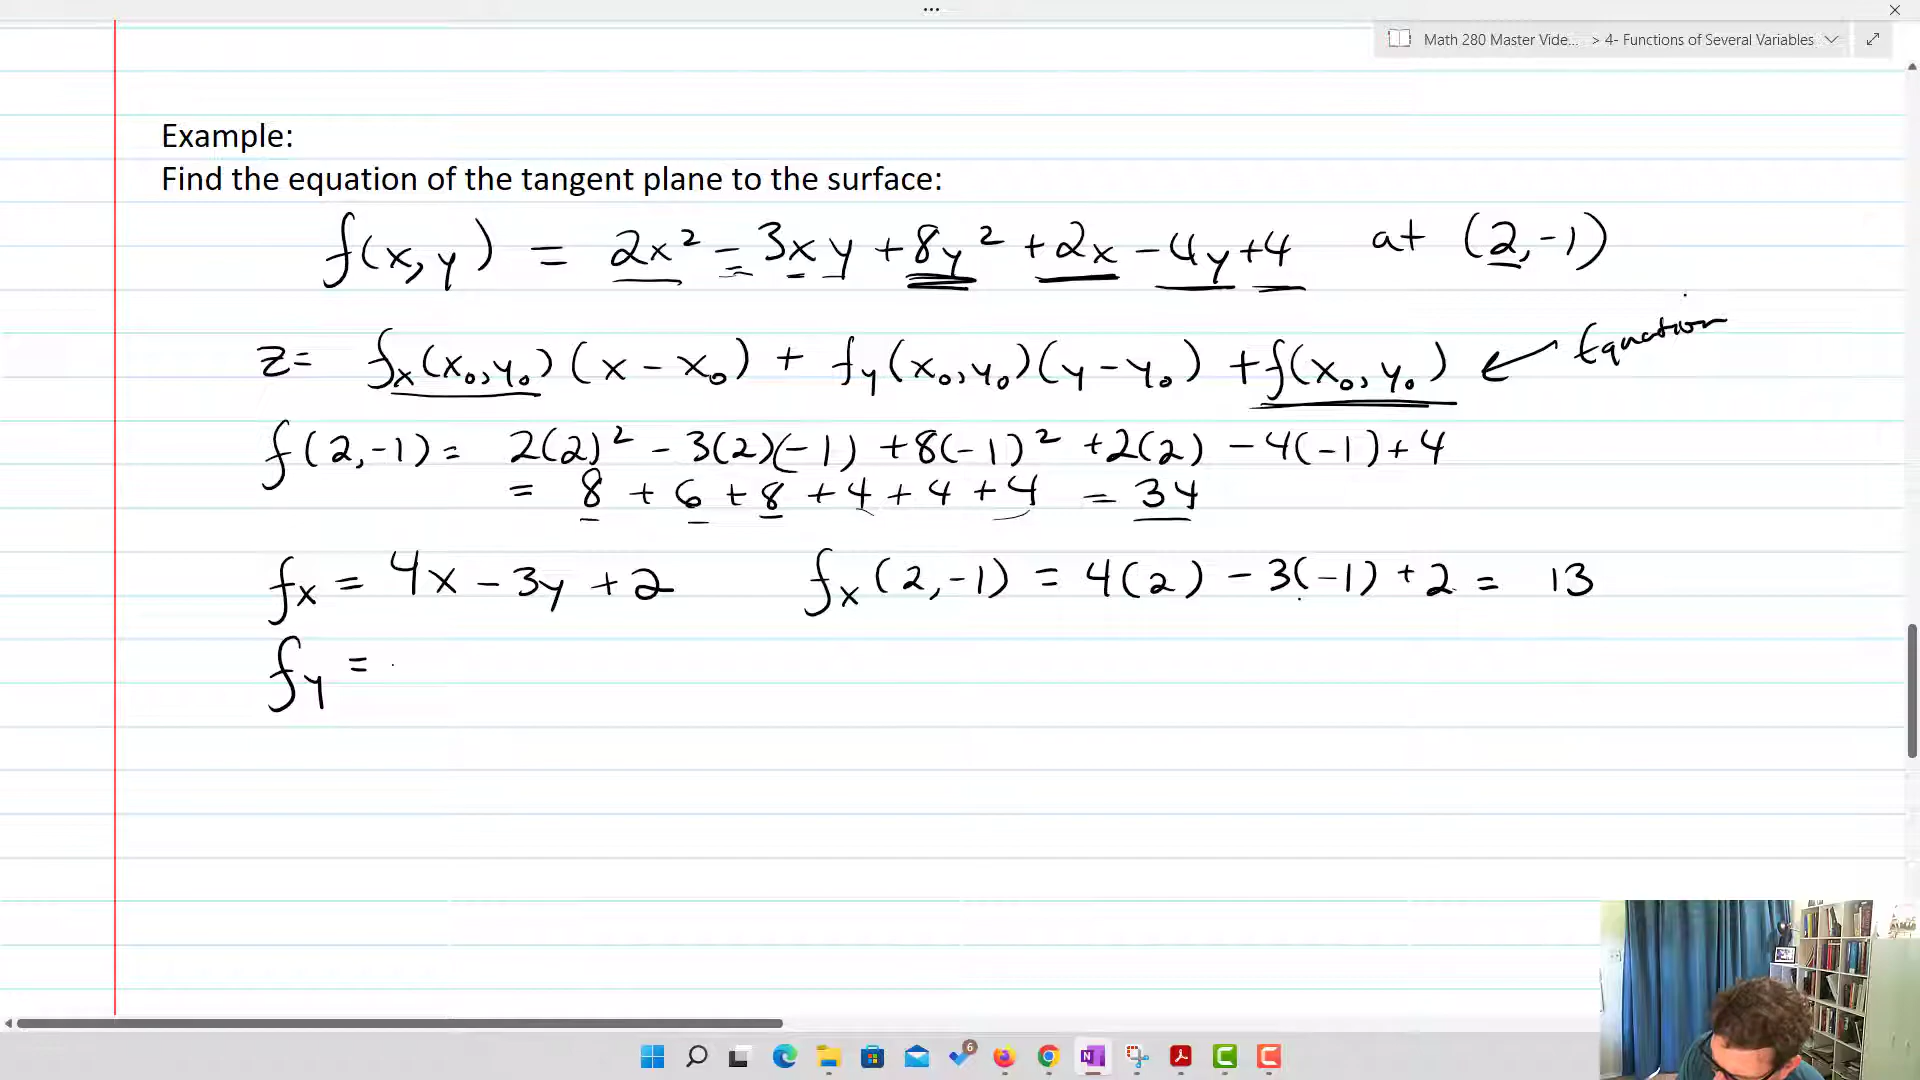 Math 280 Master Vide... > 4- Functions of Several Variables
Example:
Find the equation of the tangent plane to the surface:
f(x,y) = 2x² - 3xy + 8y² + 2x - 4y + 4 at (2,-1)
z = fₓ(x₀,y₀)(x - x₀) + f_y(x₀,y₀)(y - y₀) + f(x₀,y₀) ← Equation
f(2,-1) = 2(2)² - 3(2)(-1) + 8(-1)² + 2(2) - 4(-1) + 4
= 8 + 6 + 8 + 4 + 4 + 4 = 34
fₓ = 4x - 3y + 2 fₓ(2,-1) = 4(2) - 3(-1) + 2 = 13
f_y =
6